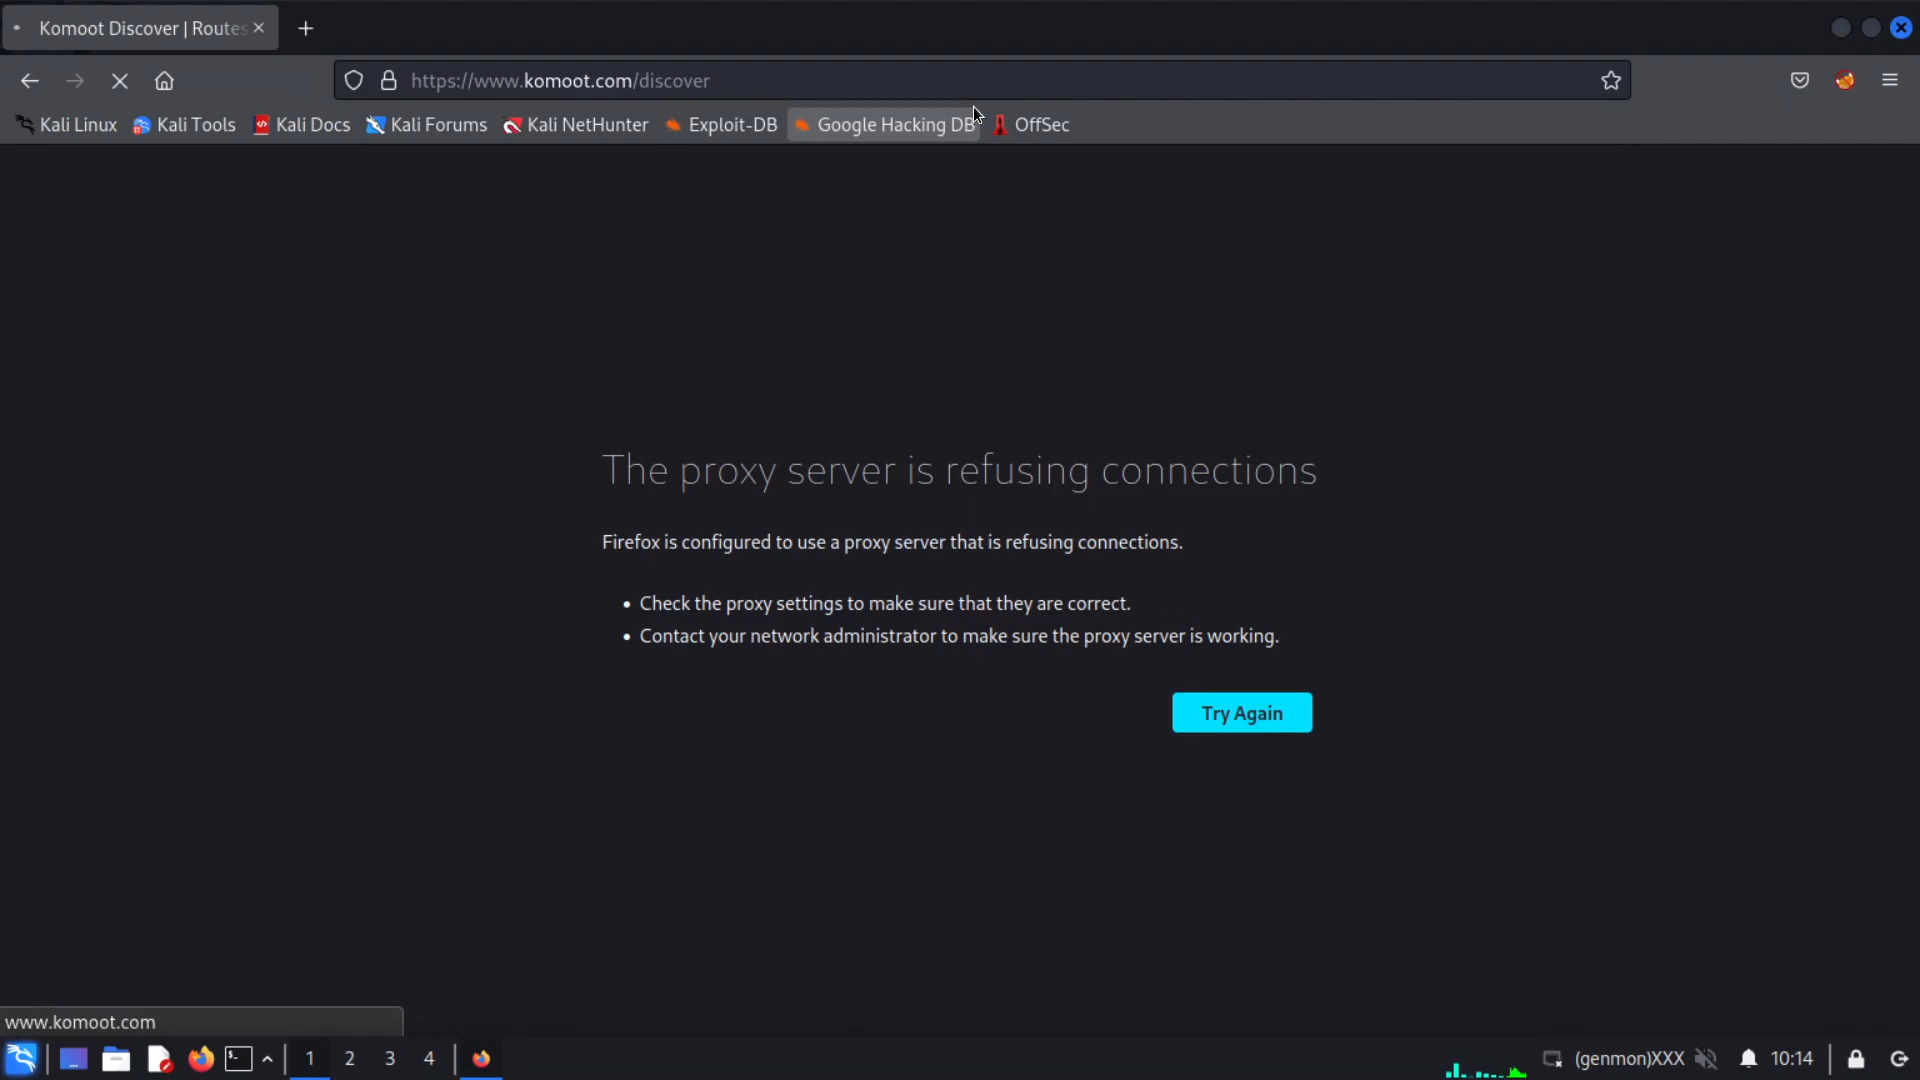 Komoot Discover | Routes
https://www.komoot.com/discover
Kali Linux Kali Tools Kali Docs Kali Forums Kali NetHunter Exploit-DB Google Hacking DB OffSec
The proxy server is refusing connections
Firefox is configured to use a proxy server that is refusing connections.
• Check the proxy settings to make sure that they are correct.
• Contact your network administrator to make sure the proxy server is working.
Try Again
www.komoot.com
1 2 3 4 (genmon)XXX 10:14